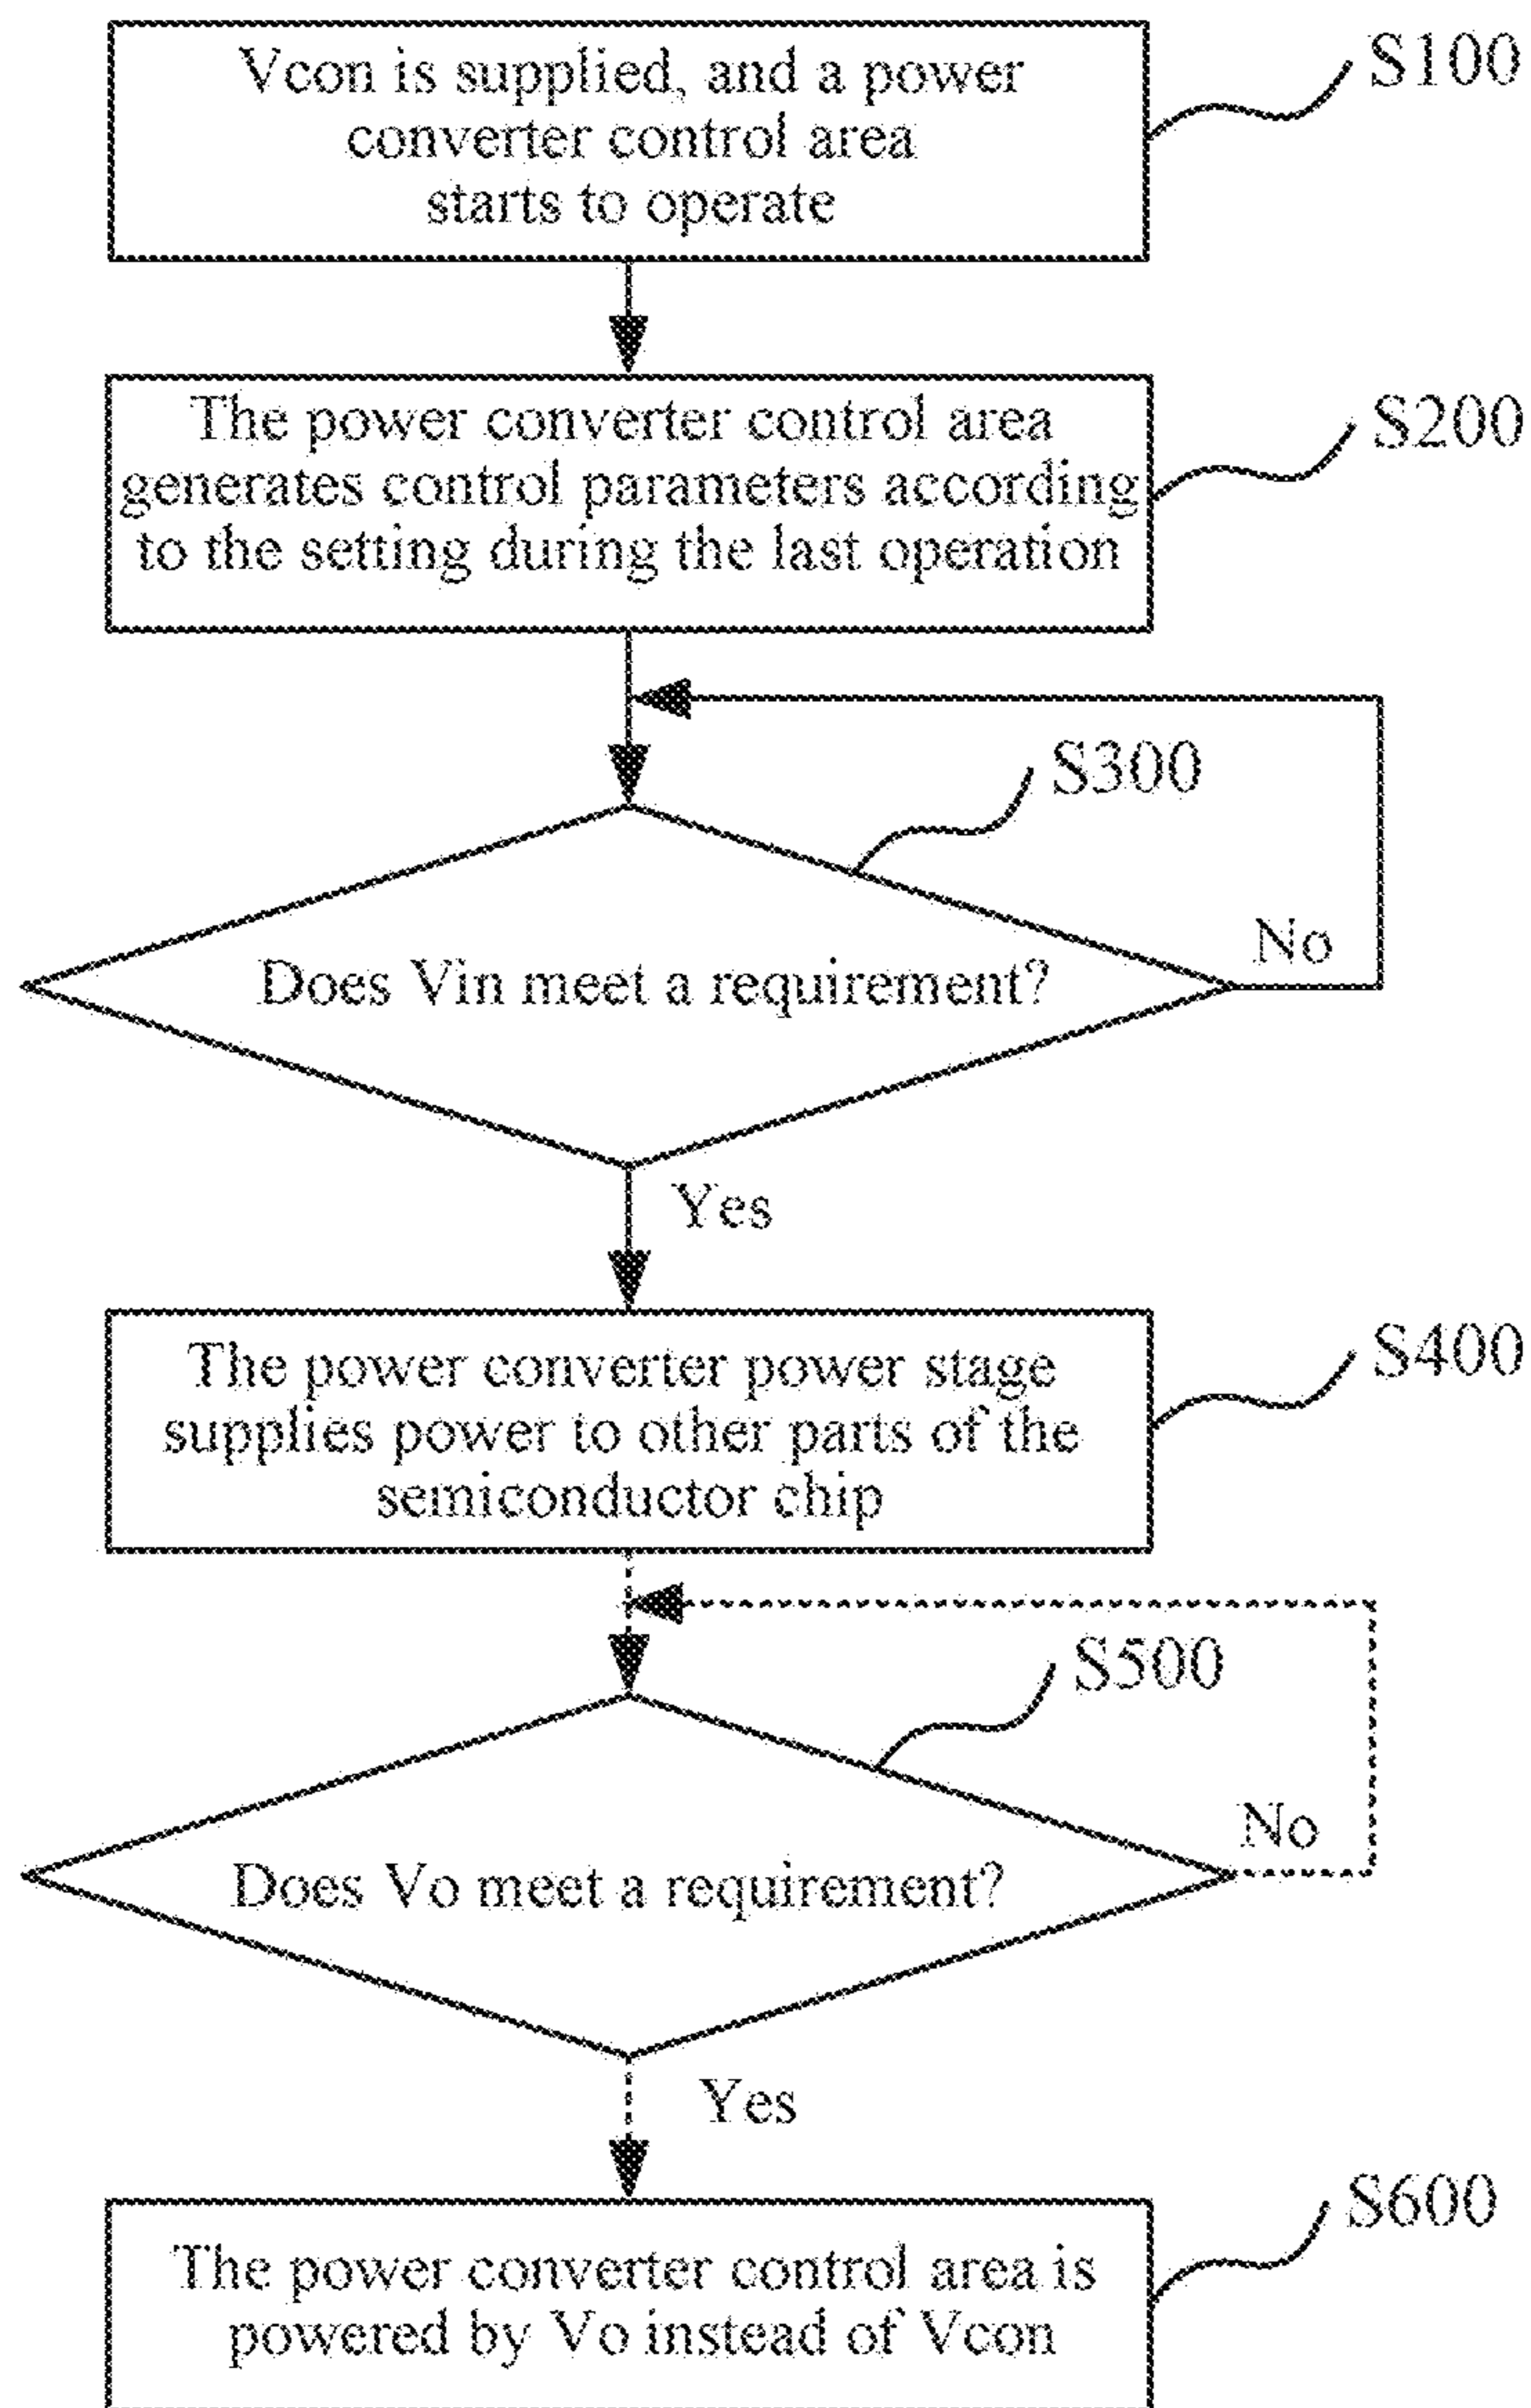 Vcon is supplied, and a power
converter control area
starts to operate
S100
The power converter control area
generates control parameters according
to the setting during the last operation
S200
S300
Does Vin meet a requirement?
No
Yes
The power converter power stage
supplies power to other parts of the
semiconductor chip
S400
S500
Does Vo meet a requirement?
No
Yes
The power converter control area is
powered by Vo instead of Vcon
S600